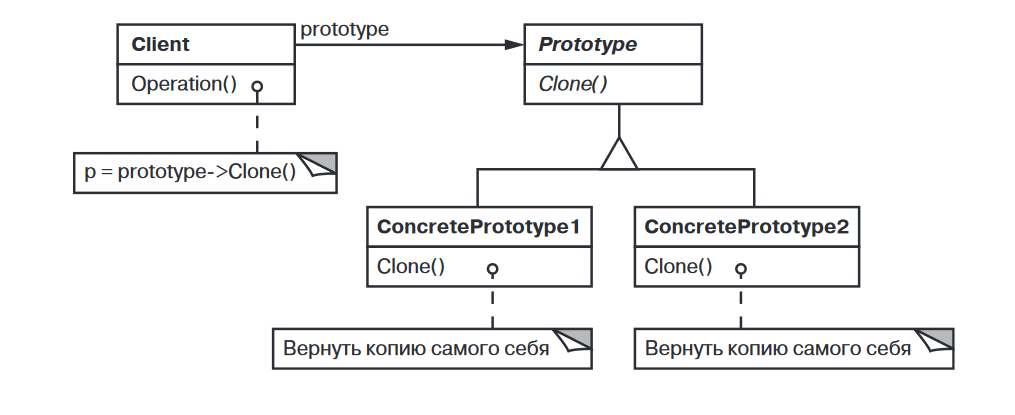 Client
prototype
Prototype
Operation()
Clone()
p = prototype->Clone()
ConcretePrototype1
ConcretePrototype2
Clone()
Clone()
Вернуть копию самого себя
Вернуть копию самого себя